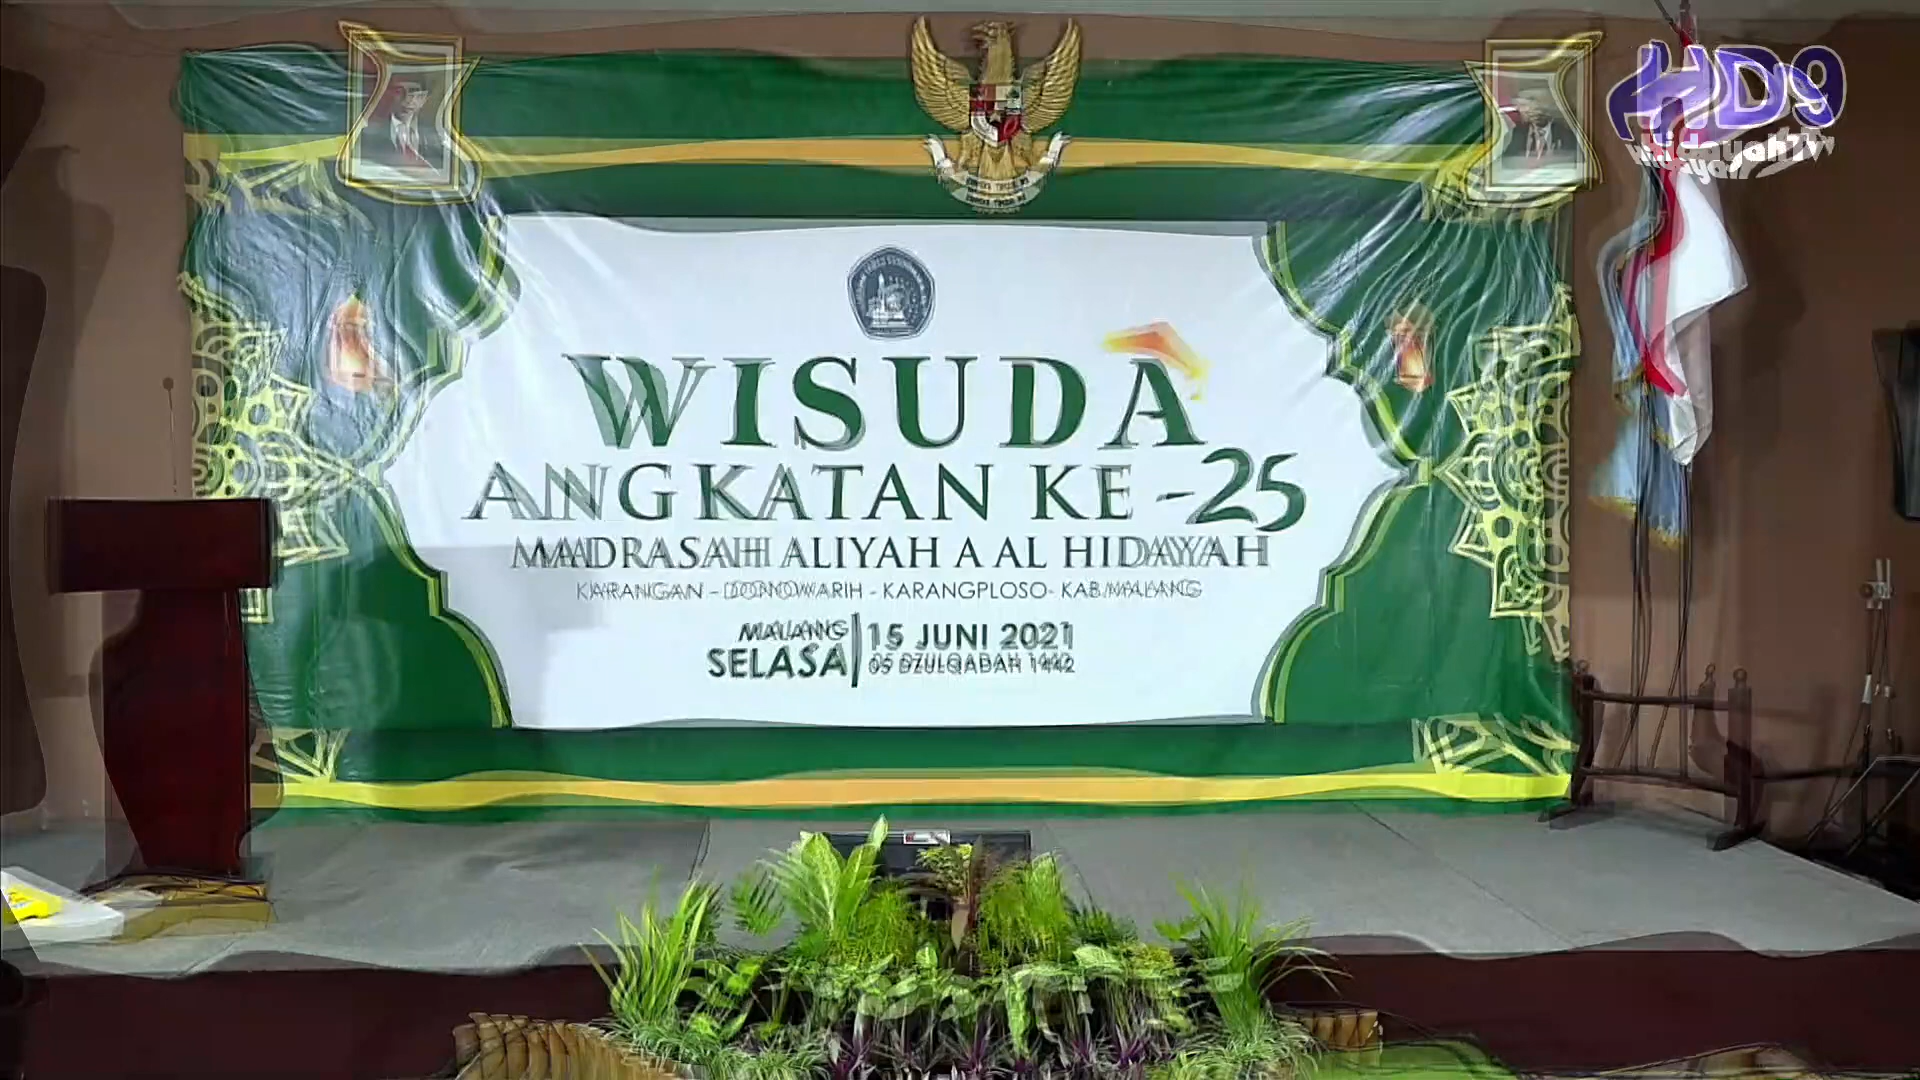 HD9
HidayahTv
WISUDA
ANGKATAN KE -25
MADRASAH ALIYAH AL HIDAYAH
KARANGAN - DONOWARIH - KARANGPLOSO - KAB.MALANG
MALANG
SELASA
15 JUNI 2021
05 DZULQADAH 1442